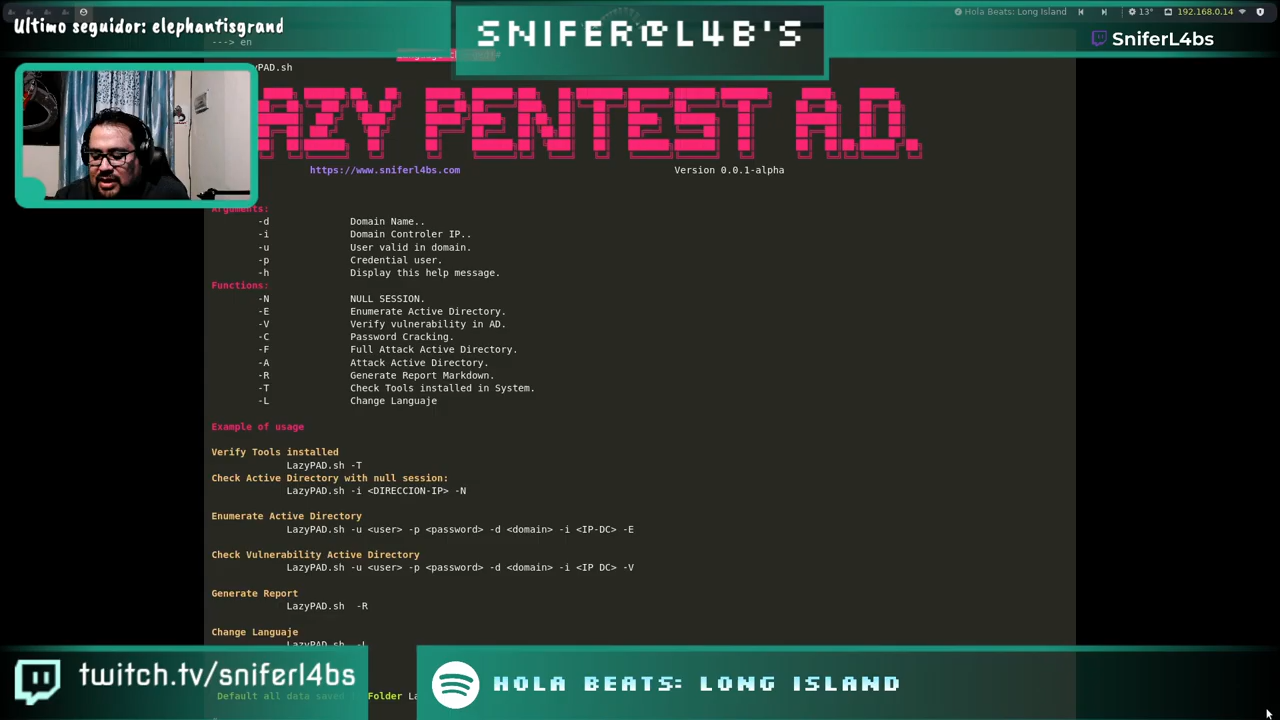 Ultimo seguidor: elephantisgrand
SNIFER@L4B'S
Hola Beats: Long Island
13°
192.168.0.14
SniferL4bs
---> en
PAD.sh
AZY PENTEST A.D.
https://www.sniferl4bs.com Version 0.0.1-alpha
Arguments:
-d Domain Name..
-i Domain Controler IP..
-u User valid in domain.
-p Credential user.
-h Display this help message.
Functions:
-N NULL SESSION.
-E Enumerate Active Directory.
-V Verify vulnerability in AD.
-C Password Cracking.
-F Full Attack Active Directory.
-A Attack Active Directory.
-R Generate Report Markdown.
-T Check Tools installed in System.
-L Change Languaje
Example of usage
Verify Tools installed
LazyPAD.sh -T
Check Active Directory with null session:
LazyPAD.sh -i <DIRECCION-IP> -N
Enumerate Active Directory
LazyPAD.sh -u <user> -p <password> -d <domain> -i <IP-DC> -E
Check Vulnerability Active Directory
LazyPAD.sh -u <user> -p <password> -d <domain> -i <IP DC> -V
Generate Report
LazyPAD.sh -R
Change Languaje
LazyPAD.sh -L
Default all data saved Folder La
twitch.tv/sniferl4bs
HOLA BEATS: LONG ISLAND